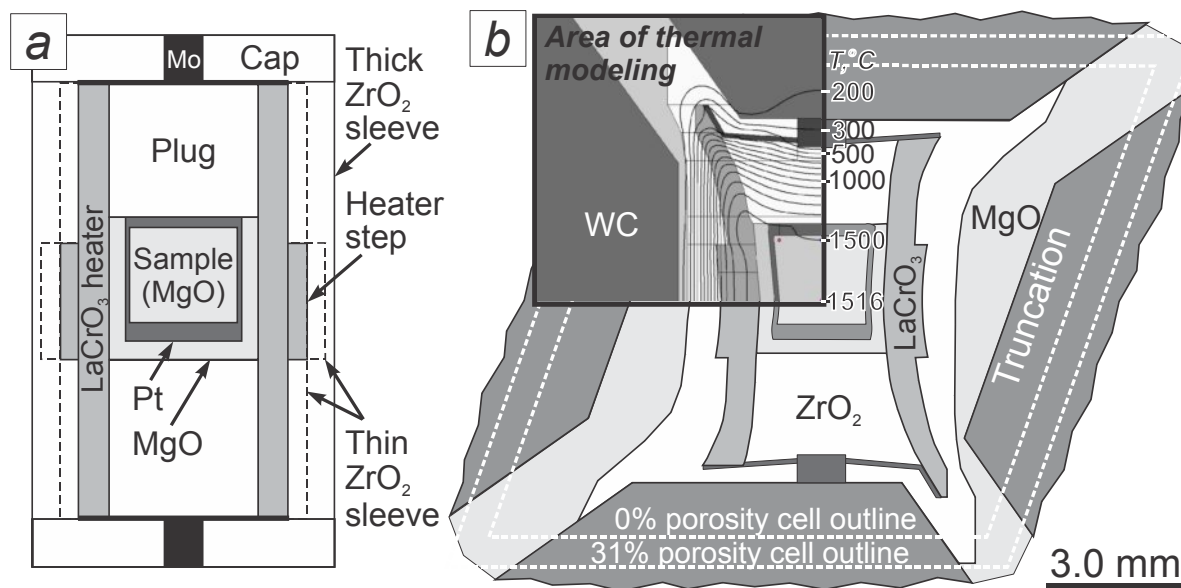 a
Mo
Cap
Thick
ZrO2
sleeve
Plug
Heater
step
LaCrO3 heater
Sample
(MgO)
Pt
MgO
Thin
ZrO2
sleeve
b
Area of thermal
modeling
T,°C
200
300
500
1000
1500
1516
WC
MgO
LaCrO3
Truncation
ZrO2
0% porosity cell outline
31% porosity cell outline
3.0 mm